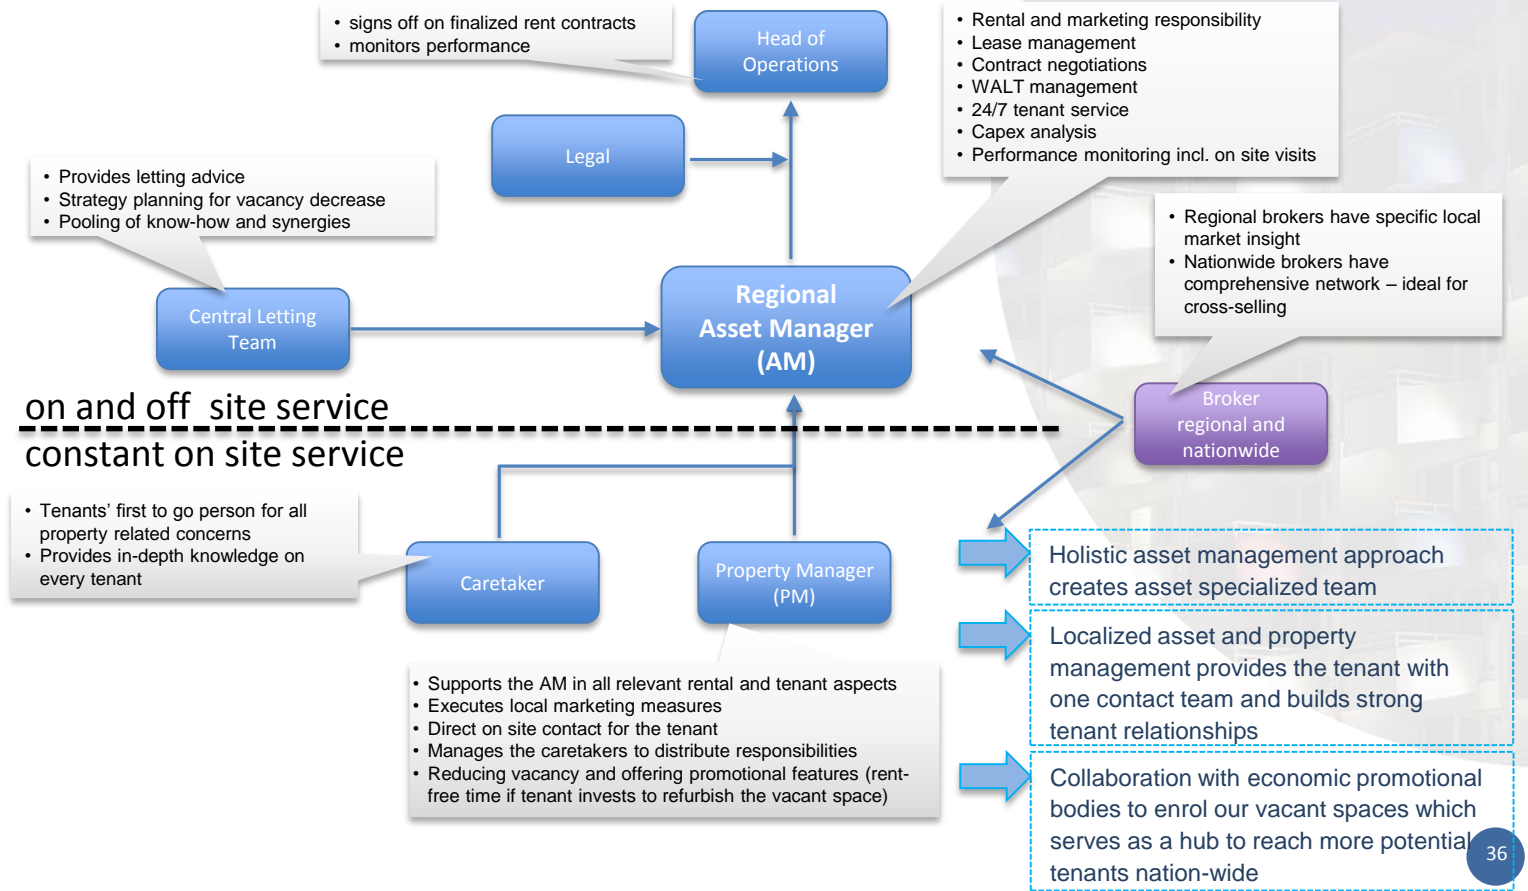 • signs off on finalized rent contracts
• monitors performance
Head of
Operations
• Rental and marketing responsibility
• Lease management
• Contract negotiations
• WALT management
• 24/7 tenant service
• Capex analysis
• Performance monitoring incl. on site visits
Legal
• Provides letting advice
• Strategy planning for vacancy decrease
• Pooling of know-how and synergies
• Regional brokers have specific local
market insight
• Nationwide brokers have
comprehensive network – ideal for
cross-selling
Central Letting
Team
Regional
Asset Manager
(AM)
Broker
regional and
nationwide
on and off  site service
constant on site service
• Tenants’ first to go person for all
property related concerns
• Provides in-depth knowledge on
every tenant
Caretaker
Property Manager
(PM)
• Supports the AM in all relevant rental and tenant aspects
• Executes local marketing measures
• Direct on site contact for the tenant
• Manages the caretakers to distribute responsibilities
• Reducing vacancy and offering promotional features (rent-
free time if tenant invests to refurbish the vacant space)
Holistic asset management approach
creates asset specialized team
Localized asset and property
management provides the tenant with
one contact team and builds strong
tenant relationships
Collaboration with economic promotional
bodies to enrol our vacant spaces which
serves as a hub to reach more potential
tenants nation-wide
36